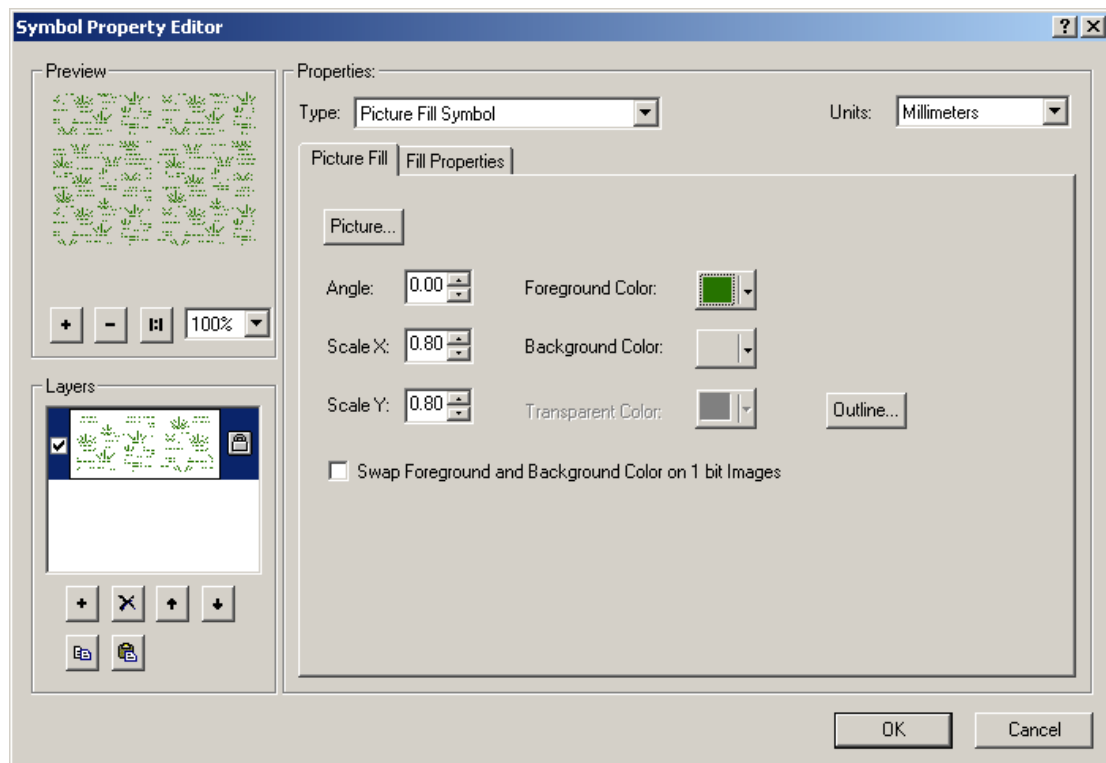 Symbol Property Editor
Preview
100%
Layers
Properties:
Type: Picture Fill Symbol Units: Millimeters
Picture Fill Fill Properties
Picture...
Angle: 0.00 Foreground Color:
Scale X: 0.80 Background Color:
Scale Y: 0.80 Transparent Color: Outline...
Swap Foreground and Background Color on 1 bit Images
OK Cancel